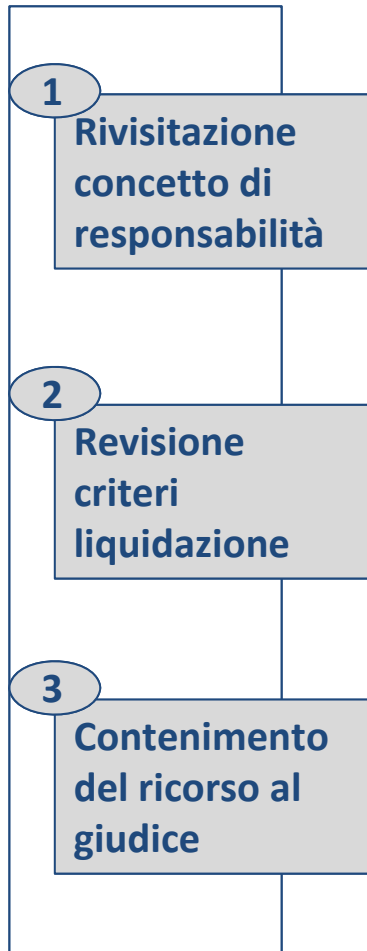 1
Rivisitazione
concetto di
responsabilità
2
Revisione
criteri
liquidazione
3
Contenimento
del ricorso al
giudice